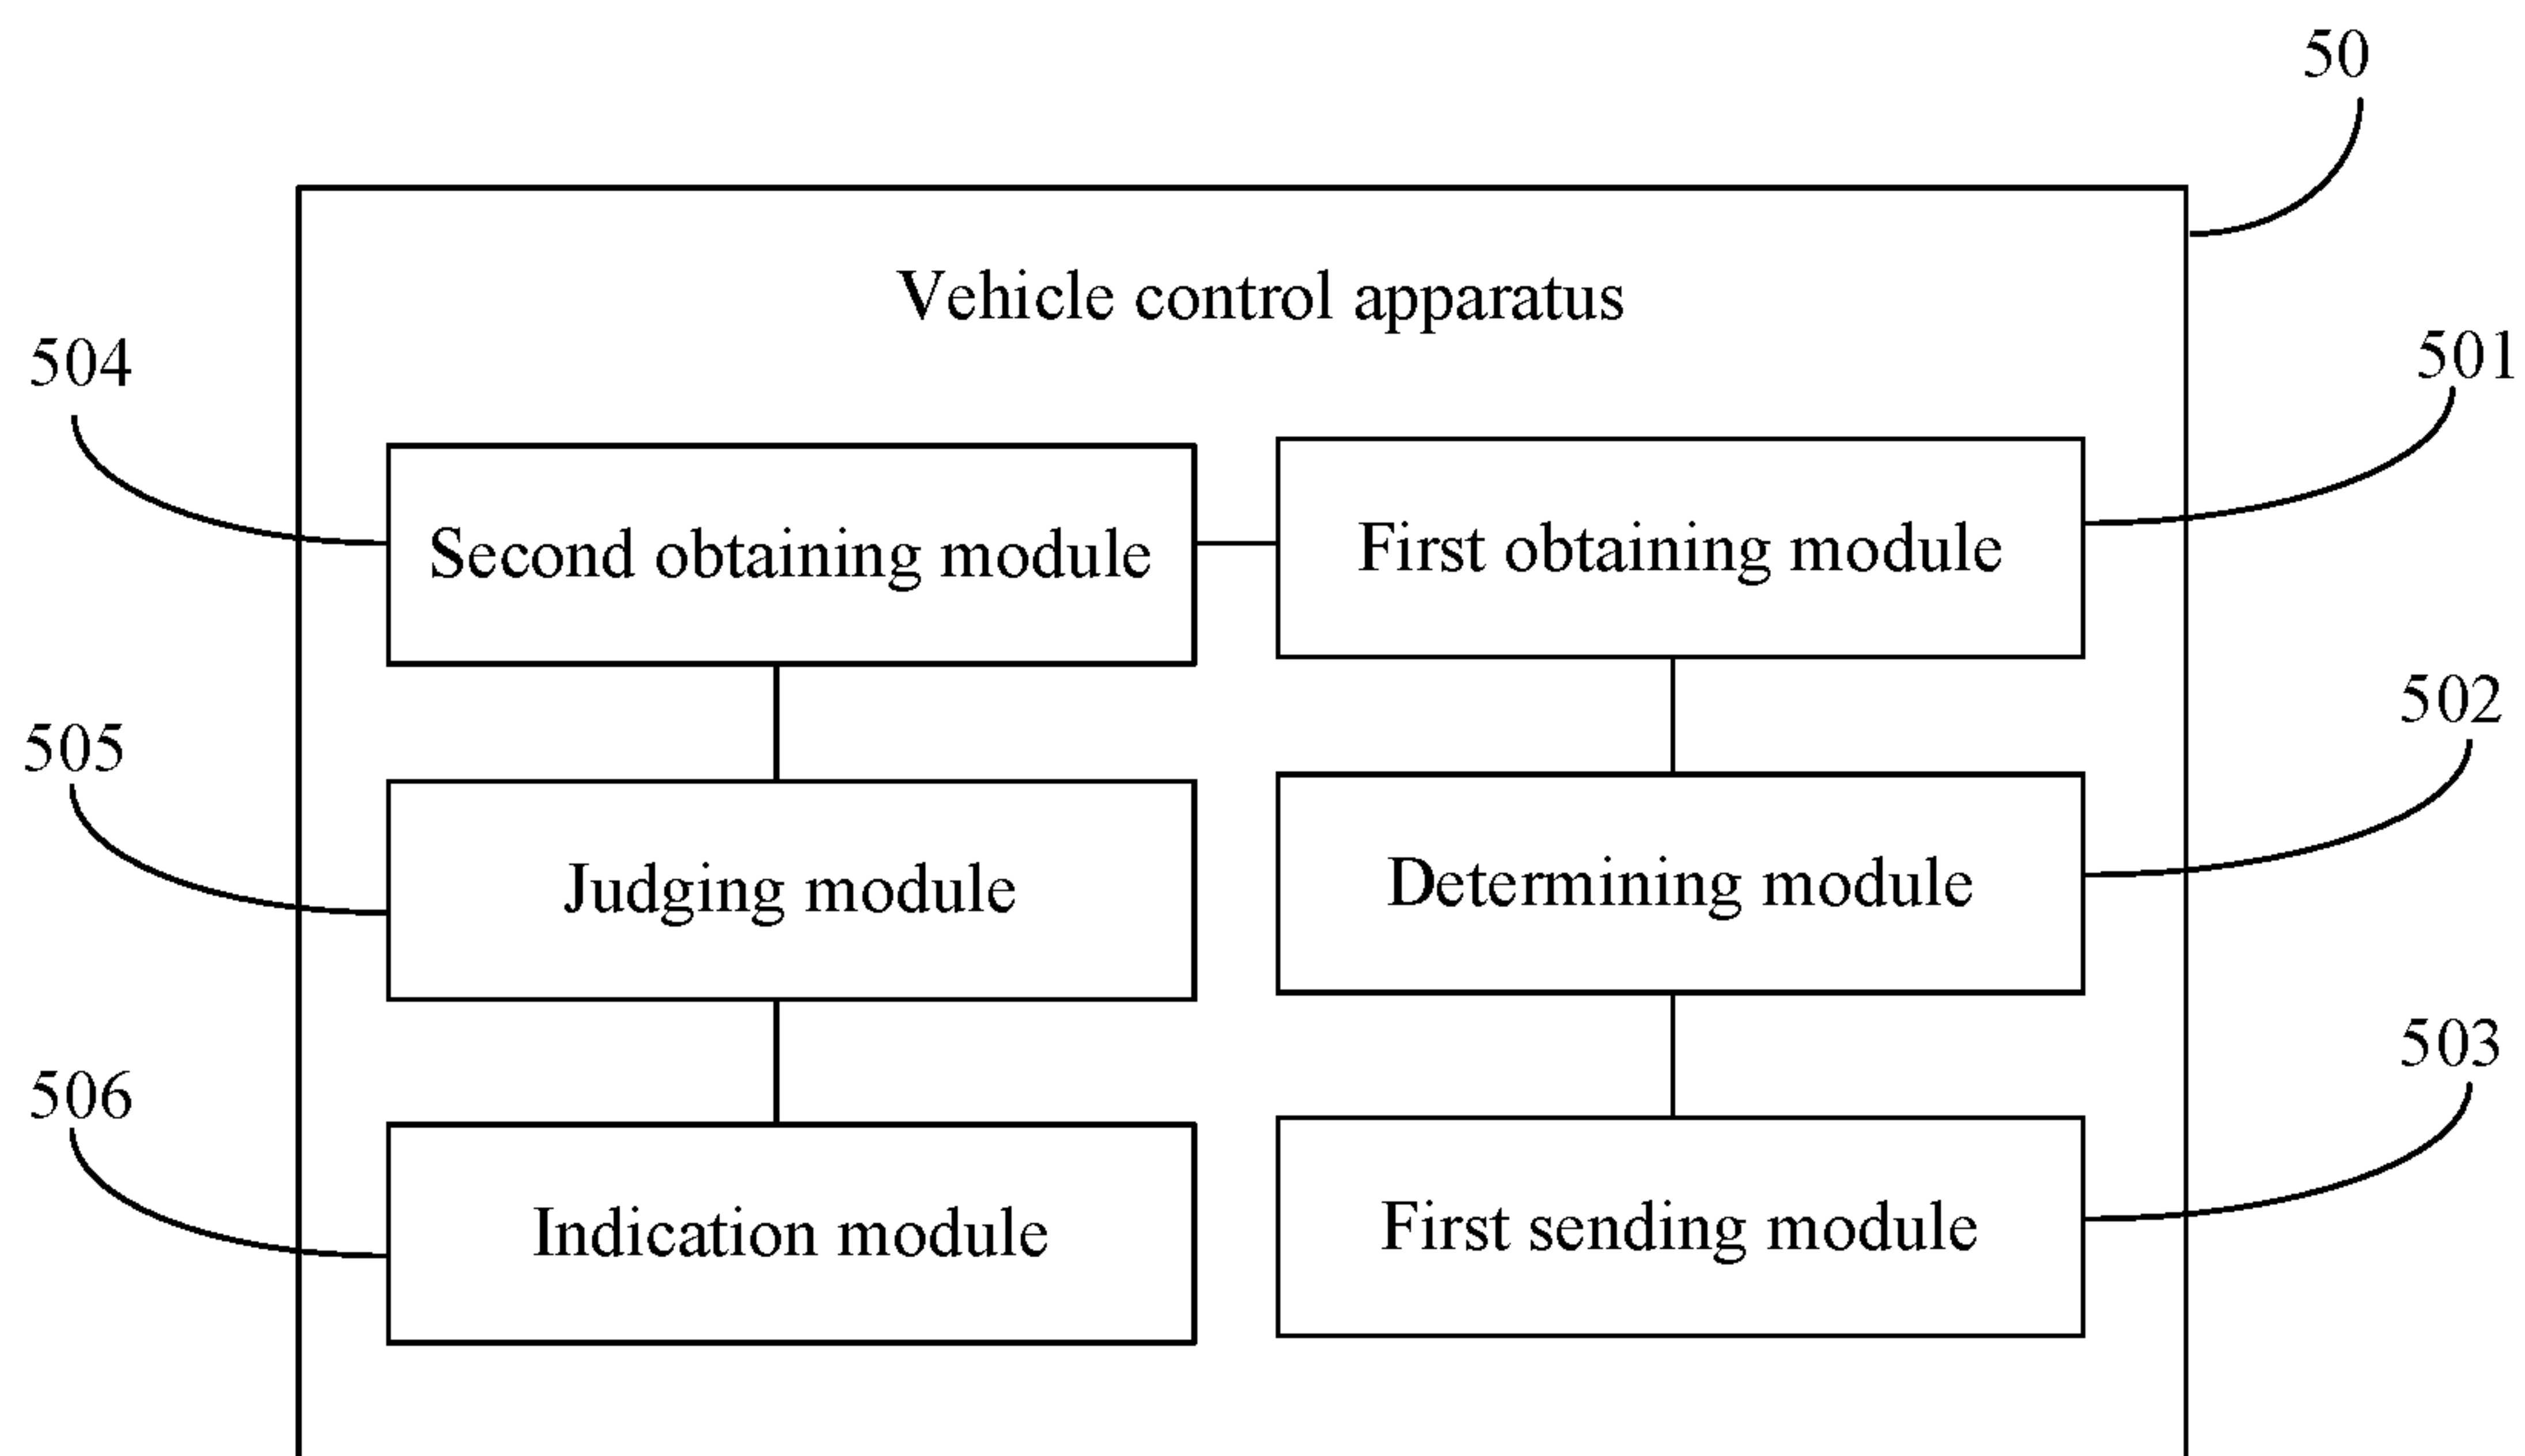 50
Vehicle control apparatus
504
501
Second obtaining module
First obtaining module
505
502
Judging module
Determining module
506
503
Indication module
First sending module